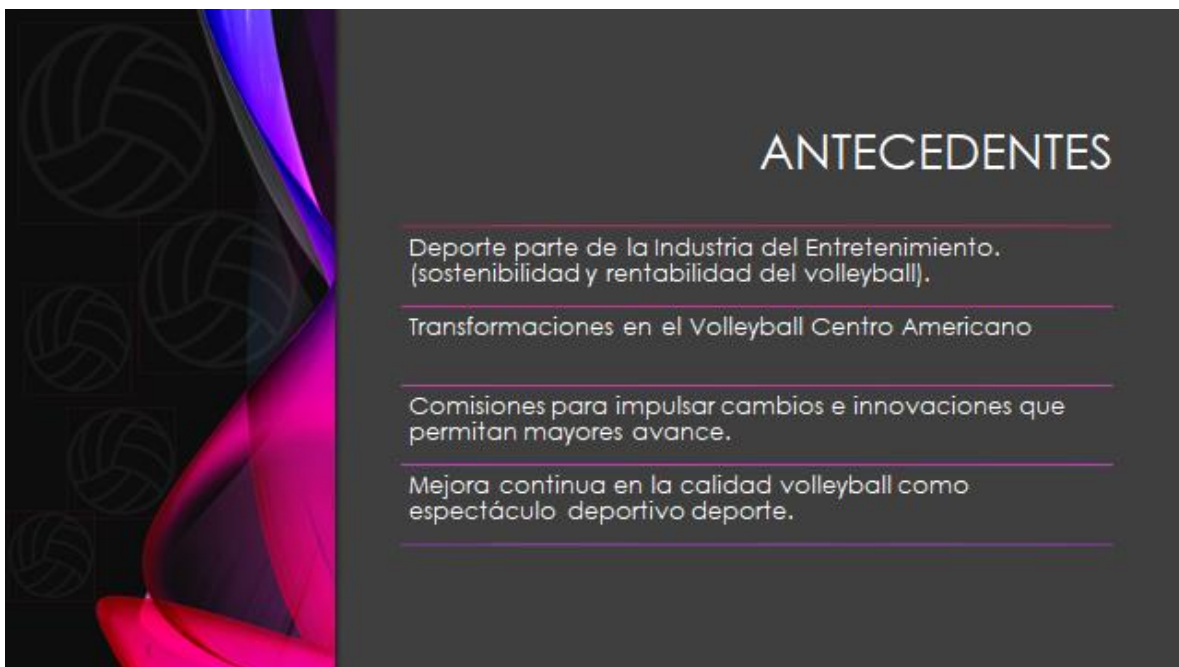 ANTECEDENTES
Deporte parte de la Industria del Entretenimiento.
(sostenibilidad y rentabilidad del volleyball).
Transformaciones en el Volleyball Centro Americano
Comisiones para impulsar cambios e innovaciones que
permitan mayores avance.
Mejora continua en la calidad volleyball como
espectáculo deportivo deporte.